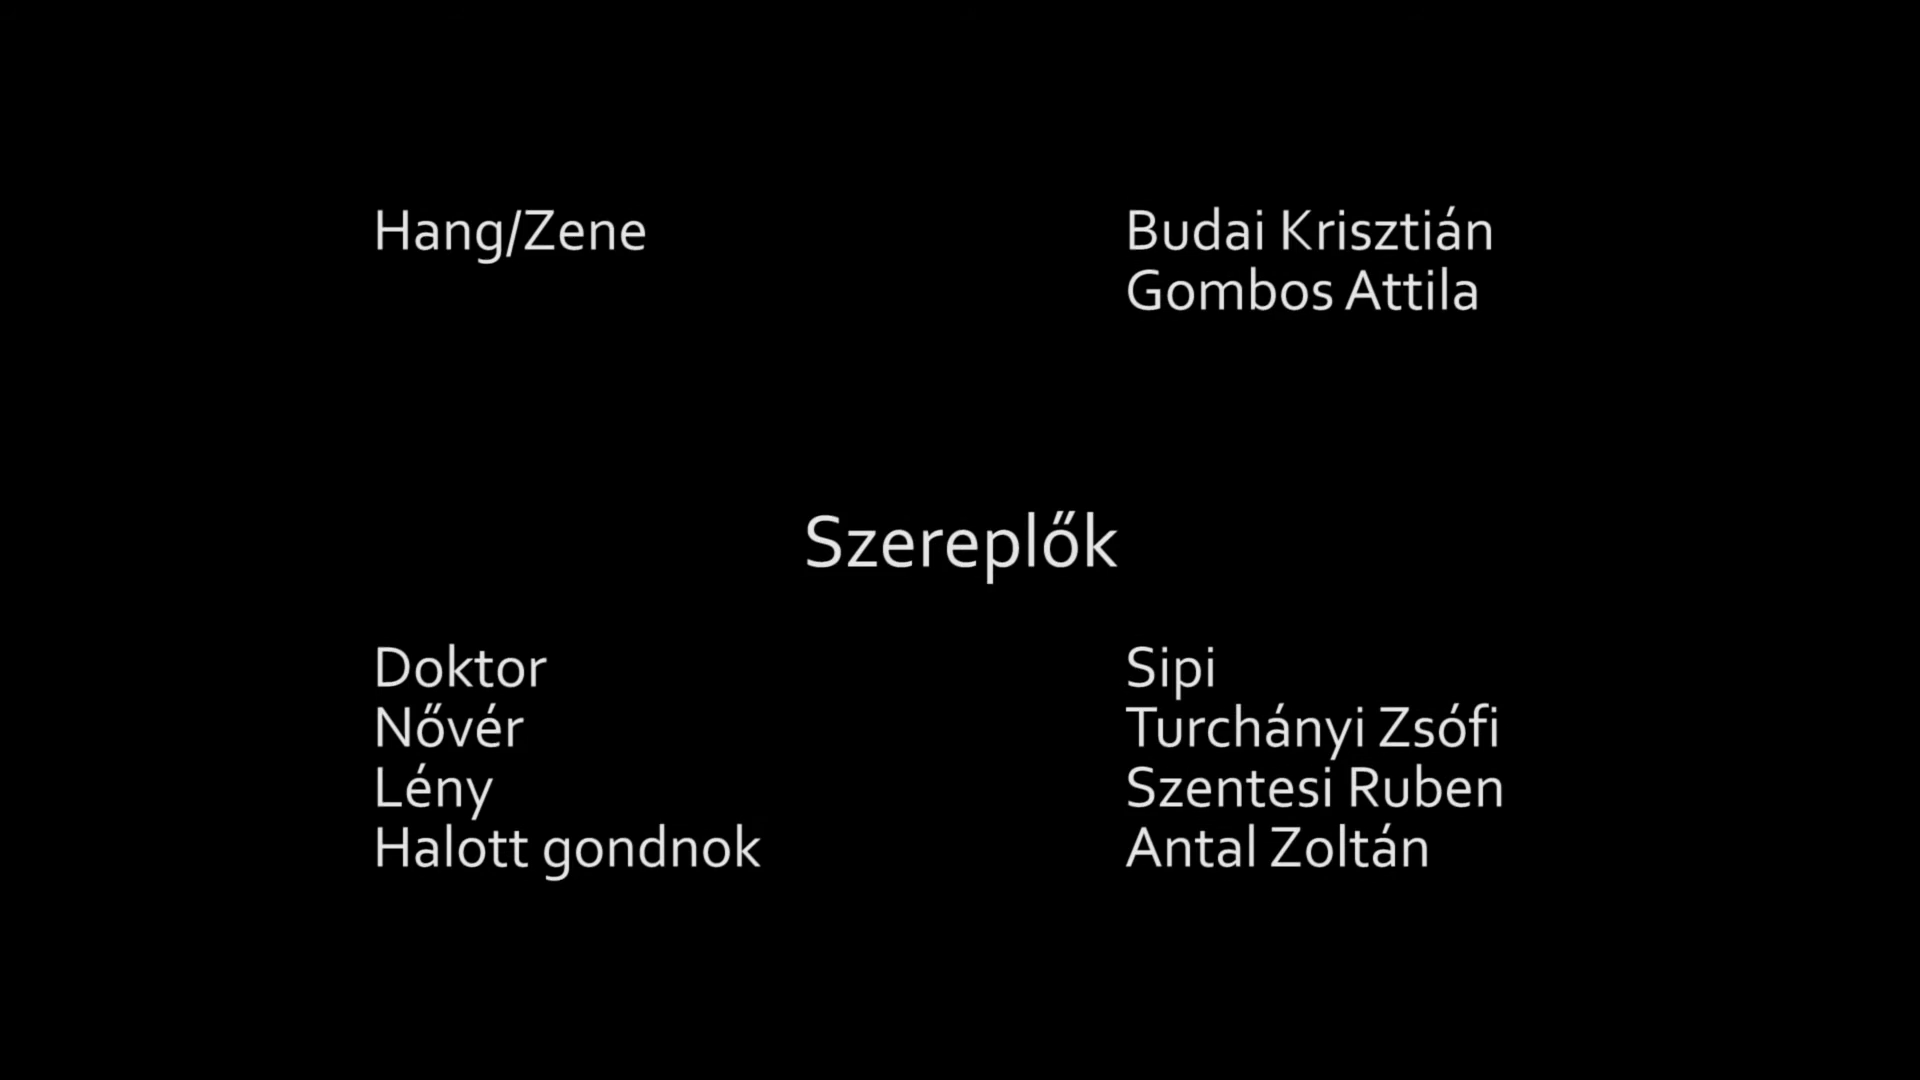 Hang/Zene Budai Krisztián
Gombos Attila
Szereplők
Doktor Sipi
Nővér Turchányi Zsófi
Lény Szentesi Ruben
Halott gondnok Antal Zoltán